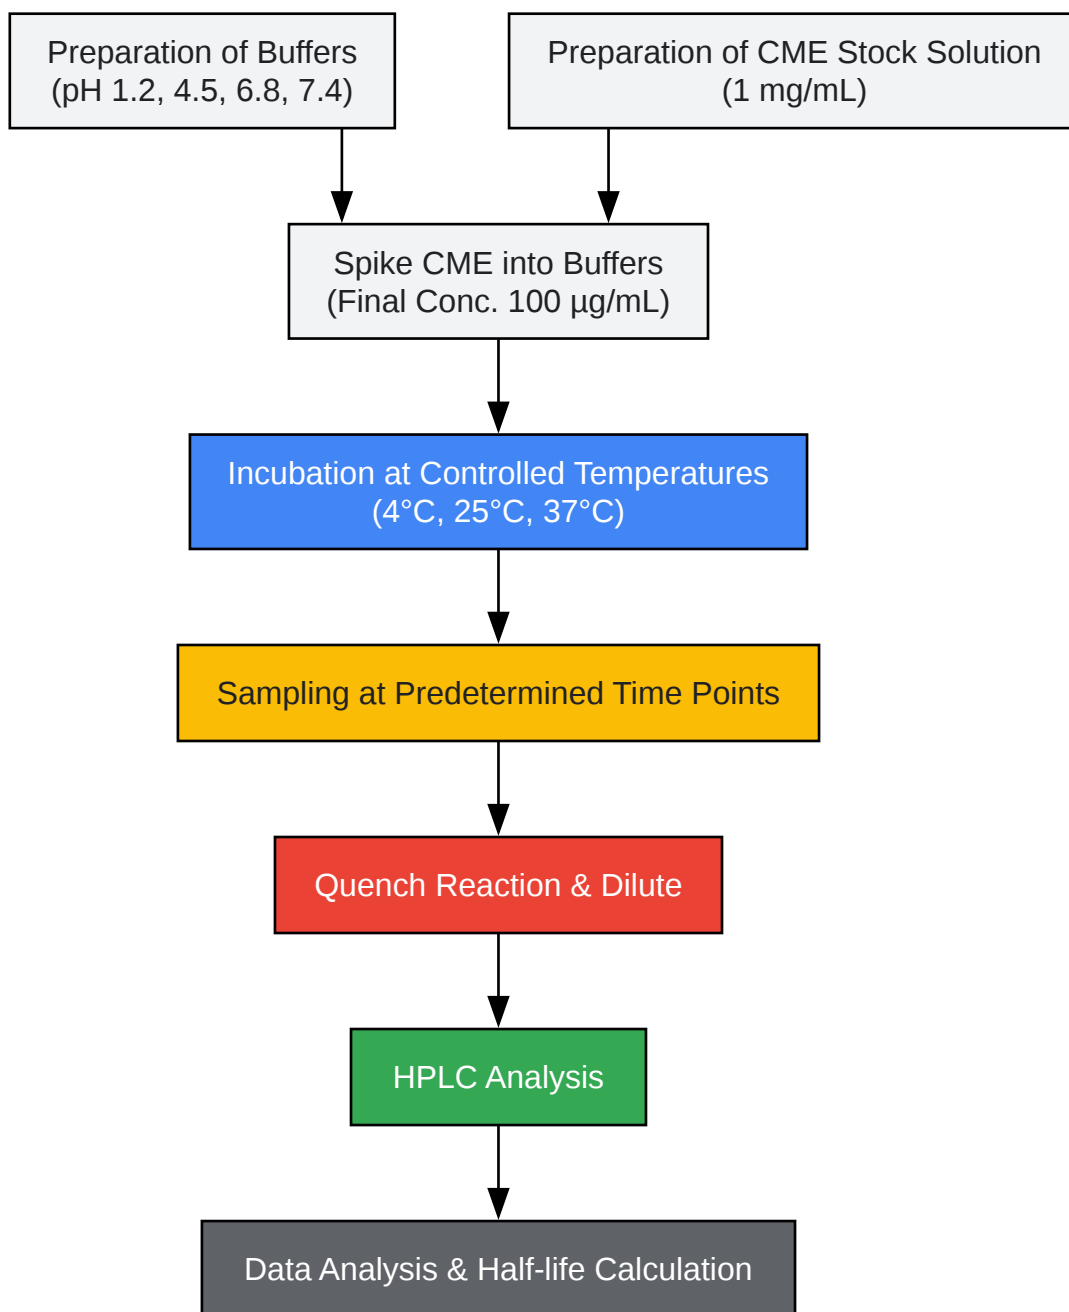 Preparation of Buffers
(pH 1.2, 4.5, 6.8, 7.4)
Preparation of CME Stock Solution
(1 mg/mL)
Spike CME into Buffers
(Final Conc. 100 µg/mL)
Incubation at Controlled Temperatures
(4°C, 25°C, 37°C)
Sampling at Predetermined Time Points
Quench Reaction & Dilute
HPLC Analysis
Data Analysis & Half-life Calculation